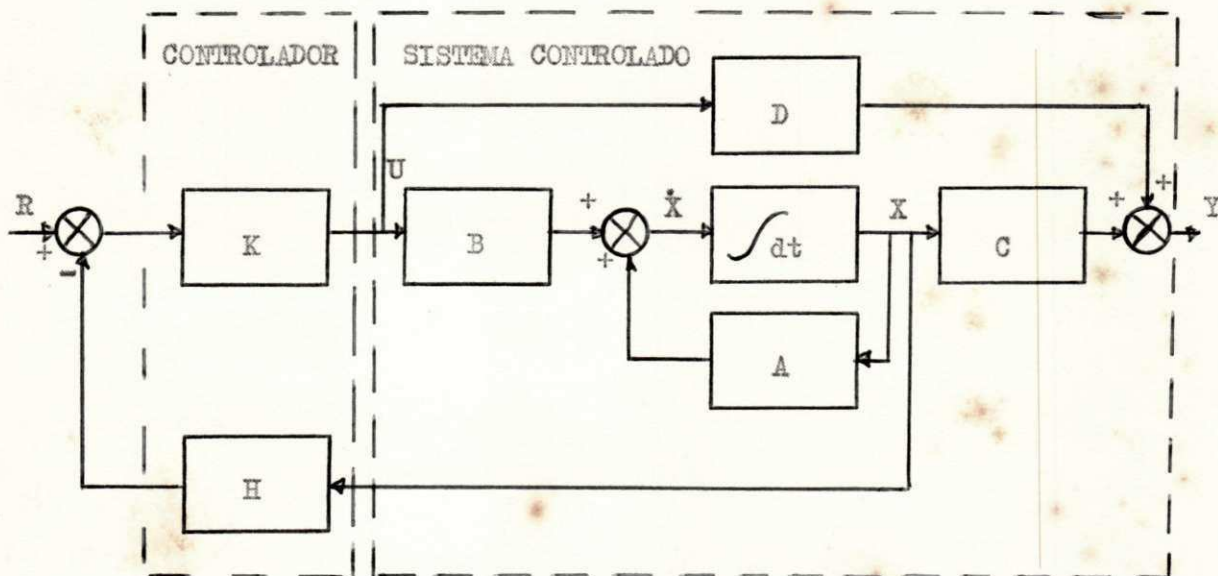 CONTROLADOR
SISTEMA CONTROLADO
D
U
R
+
-
K
B
+
+
Ẋ
∫dt
X
C
+
+
Y
A
H